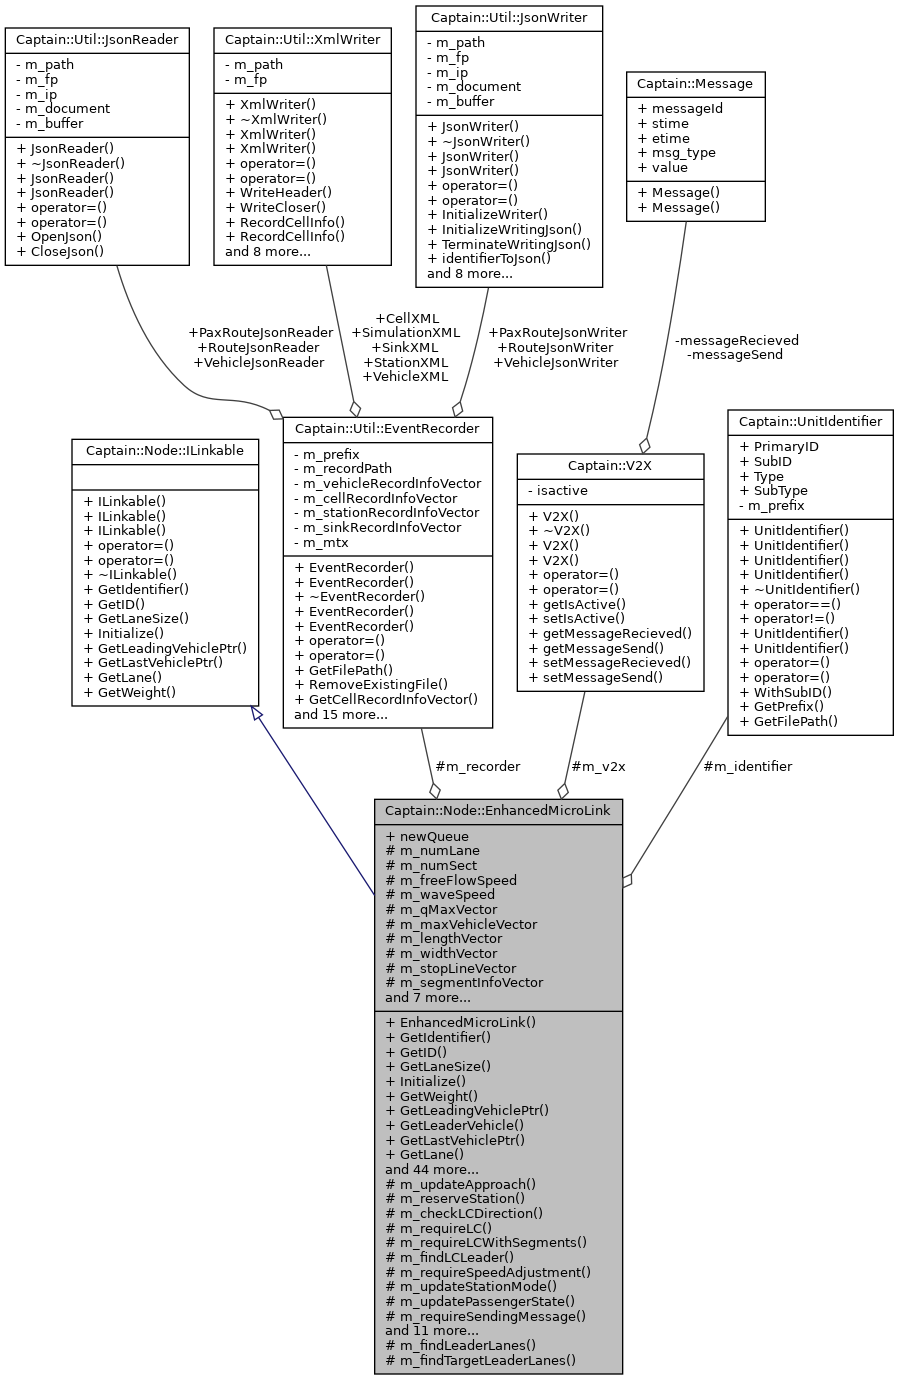 Captain::Util::JsonReader
- m_path
- m_fp
- m_ip
- m_document
- m_buffer
+ JsonReader()
+ ~JsonReader()
+ JsonReader()
+ JsonReader()
+ operator=()
+ operator=()
+ OpenJson()
+ CloseJson()
Captain::Util::XmlWriter
- m_path
- m_fp
+ XmlWriter()
+ ~XmlWriter()
+ XmlWriter()
+ XmlWriter()
+ operator=()
+ operator=()
+ WriteHeader()
+ WriteCloser()
+ RecordCellInfo()
+ RecordCellInfo()
and 8 more...
Captain::Util::JsonWriter
- m_path
- m_fp
- m_ip
- m_document
- m_buffer
+ JsonWriter()
+ ~JsonWriter()
+ JsonWriter()
+ JsonWriter()
+ operator=()
+ operator=()
+ InitializeWriter()
+ InitializeWritingJson()
+ TerminateWritingJson()
+ identifierToJson()
and 8 more...
Captain::Message
+ messageId
+ stime
+ etime
+ msg_type
+ value
+ Message()
+ Message()
+PaxRouteJsonReader
+RouteJsonReader
+VehicleJsonReader
+CellXML
+SimulationXML
+SinkXML
+StationXML
+VehicleXML
+PaxRouteJsonWriter
+RouteJsonWriter
+VehicleJsonWriter
-messageRecieved
-messageSend
Captain::Node::ILinkable
+ ILinkable()
+ ILinkable()
+ ILinkable()
+ operator=()
+ operator=()
+ ~ILinkable()
+ GetIdentifier()
+ GetID()
+ GetLaneSize()
+ Initialize()
+ GetLeadingVehiclePtr()
+ GetLastVehiclePtr()
+ GetLane()
+ GetWeight()
Captain::Util::EventRecorder
- m_prefix
- m_recordPath
- m_vehicleRecordInfoVector
- m_cellRecordInfoVector
- m_stationRecordInfoVector
- m_sinkRecordInfoVector
- m_mtx
+ EventRecorder()
+ EventRecorder()
+ ~EventRecorder()
+ EventRecorder()
+ EventRecorder()
+ operator=()
+ operator=()
+ GetFilePath()
+ RemoveExistingFile()
+ GetCellRecordInfoVector()
and 15 more...
Captain::V2X
- isactive
+ V2X()
+ ~V2X()
+ V2X()
+ V2X()
+ operator=()
+ operator=()
+ getIsActive()
+ setIsActive()
+ getMessageRecieved()
+ getMessageSend()
+ setMessageRecieved()
+ setMessageSend()
Captain::UnitIdentifier
+ PrimaryID
+ SubID
+ Type
+ SubType
- m_prefix
+ UnitIdentifier()
+ UnitIdentifier()
+ UnitIdentifier()
+ UnitIdentifier()
+ ~UnitIdentifier()
+ operator==()
+ operator!=()
+ UnitIdentifier()
+ UnitIdentifier()
+ operator=()
+ operator=()
+ WithSubID()
+ GetPrefix()
+ GetFilePath()
#m_recorder
#m_v2x
#m_identifier
Captain::Node::EnhancedMicroLink
+ newQueue
# m_numLane
# m_numSect
# m_freeFlowSpeed
# m_waveSpeed
# m_qMaxVector
# m_maxVehicleVector
# m_lengthVector
# m_widthVector
# m_stopLineVector
# m_segmentInfoVector
and 7 more...
+ EnhancedMicroLink()
+ GetIdentifier()
+ GetID()
+ GetLaneSize()
+ Initialize()
+ GetWeight()
+ GetLeadingVehiclePtr()
+ GetLeaderVehicle()
+ GetLastVehiclePtr()
+ GetLane()
and 44 more...
# m_updateApproach()
# m_reserveStation()
# m_checkLCDirection()
# m_requireLC()
# m_requireLCWithSegments()
# m_findLCLeader()
# m_requireSpeedAdjustment()
# m_updateStationMode()
# m_updatePassengerState()
# m_requireSendingMessage()
and 11 more...
# m_findLeaderLanes()
# m_findTargetLeaderLanes()